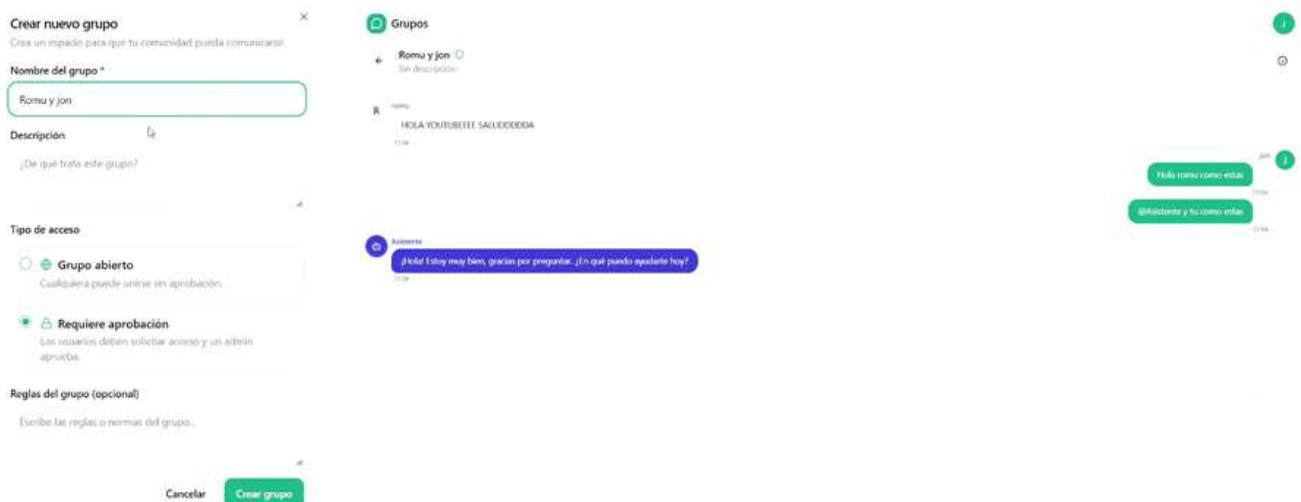 Crear nuevo grupo
Crea un espacio para que tu comunidad pueda comunicarse.
Nombre del grupo *
Romu y jon
Descripción
¿De qué trata este grupo?
Tipo de acceso
Grupo abierto
Cualquiera puede unirse sin aprobación.
Requiere aprobación
Los usuarios deben solicitar acceso y un admin
aprueba.
Reglas del grupo (opcional)
Escribe las reglas o normas del grupo...
Cancelar
Crear grupo
Grupos
J
Romu y jon
Sin descripción
romu
R
HOLA YOUTUBEEEE SALUDDDDDDA
jon
J
Hola romu como estas
@Asistente y tu como estas
Asistente
¡Hola! Estoy muy bien, gracias por preguntar. ¿En qué puedo ayudarte hoy?